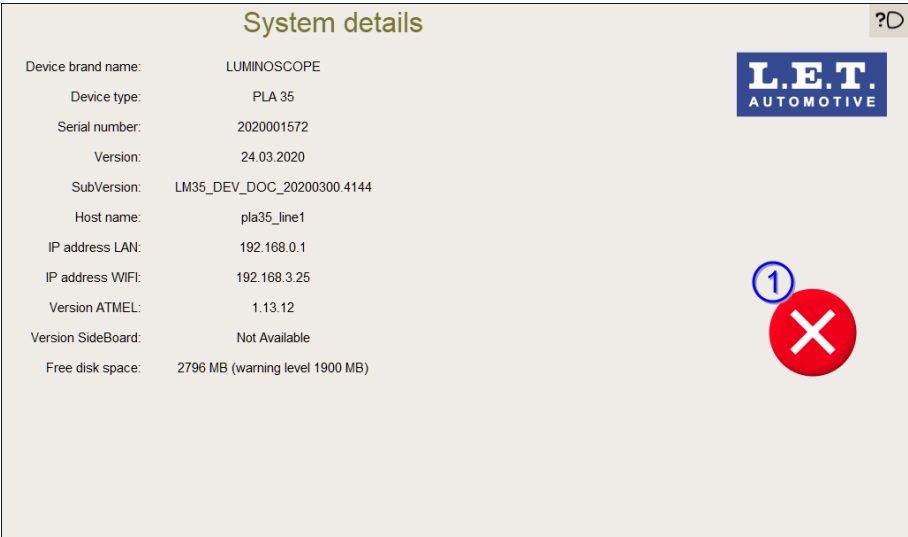 System details
?
Device brand name: LUMINOSCOPE
Device type: PLA 35
Serial number: 2020001572
Version: 24.03.2020
SubVersion: LM35_DEV_DOC_20200300.4144
Host name: pla35_line1
IP address LAN: 192.168.0.1
IP address WIFI: 192.168.3.25
Version ATMEL: 1.13.12
Version SideBoard: Not Available
Free disk space: 2796 MB (warning level 1900 MB)
L.E.T.
AUTOMOTIVE
1